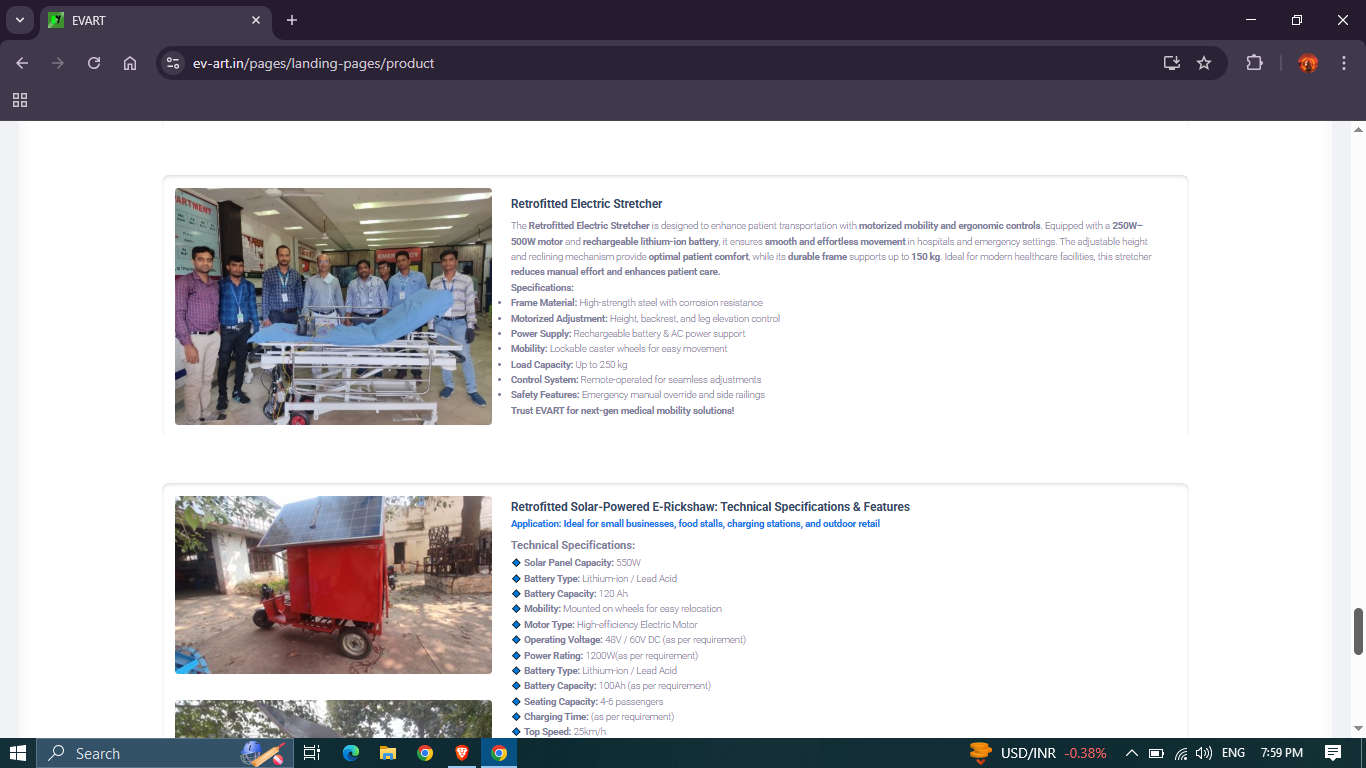 EVART
ev-art.in/pages/landing-pages/product
ARTMENT
EMERGENCY
Retrofitted Electric Stretcher
The Retrofitted Electric Stretcher is designed to enhance patient transportation with motorized mobility and ergonomic controls. Equipped with a 250W–
500W motor and rechargeable lithium-ion battery, it ensures smooth and effortless movement in hospitals and emergency settings. The adjustable height
and reclining mechanism provide optimal patient comfort, while its durable frame supports up to 150 kg. Ideal for modern healthcare facilities, this stretcher
reduces manual effort and enhances patient care.
Specifications:
• Frame Material: High-strength steel with corrosion resistance
• Motorized Adjustment: Height, backrest, and leg elevation control
• Power Supply: Rechargeable battery & AC power support
• Mobility: Lockable caster wheels for easy movement
• Load Capacity: Up to 250 kg
• Control System: Remote-operated for seamless adjustments
• Safety Features: Emergency manual override and side railings
Trust EVART for next-gen medical mobility solutions!
Retrofitted Solar-Powered E-Rickshaw: Technical Specifications & Features
Application: Ideal for small businesses, food stalls, charging stations, and outdoor retail
Technical Specifications:
◆ Solar Panel Capacity: 550W
◆ Battery Type: Lithium-ion / Lead Acid
◆ Battery Capacity: 120 Ah
◆ Mobility: Mounted on wheels for easy relocation
◆ Motor Type: High-efficiency Electric Motor
◆ Operating Voltage: 48V / 60V DC (as per requirement)
◆ Power Rating: 1200W(as per requirement)
◆ Battery Type: Lithium-ion / Lead Acid
◆ Battery Capacity: 100Ah (as per requirement)
◆ Seating Capacity: 4-6 passengers
◆ Charging Time: (as per requirement)
◆ Top Speed: 25km/h
Search
USD/INR -0.38%
ENG
7:59 PM